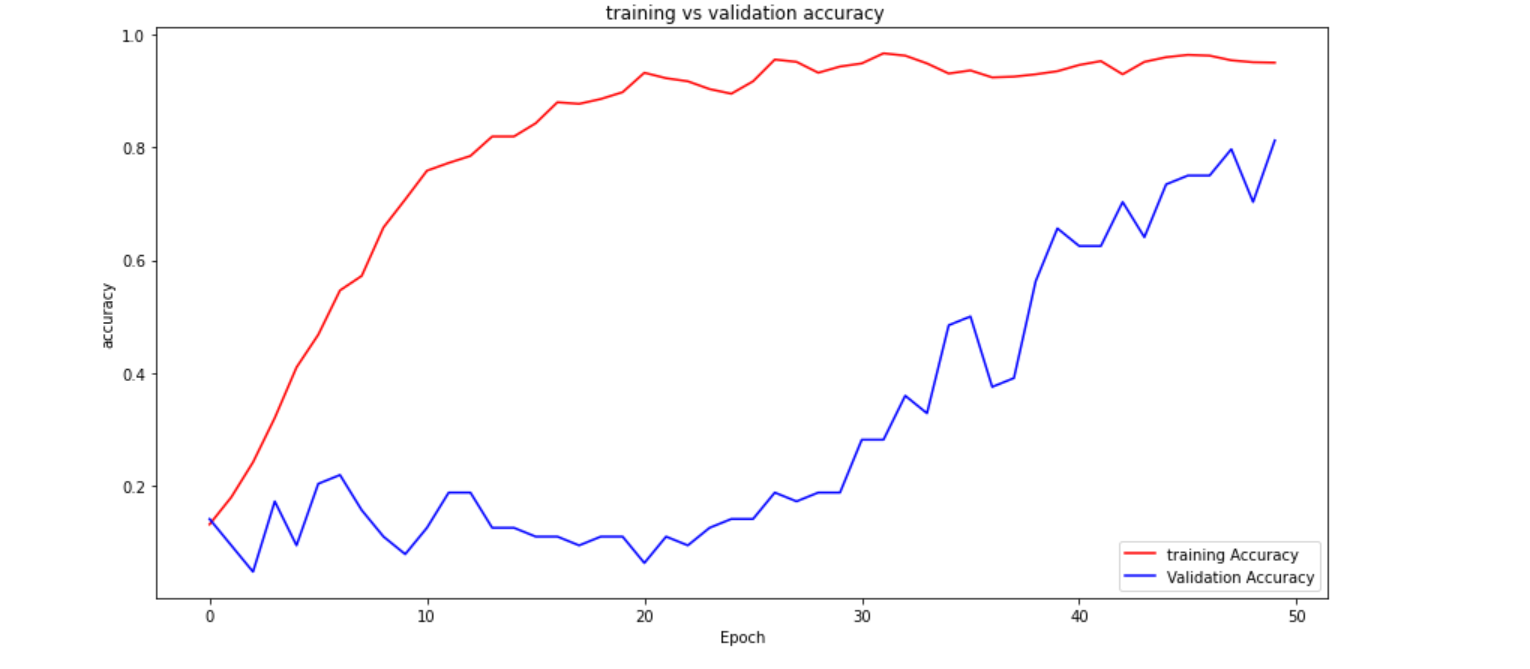 training vs validation accuracy
1.0
0.8
0.6
0.4
0.2
accuracy
0 10 20 30 40 50
Epoch
training Accuracy
Validation Accuracy